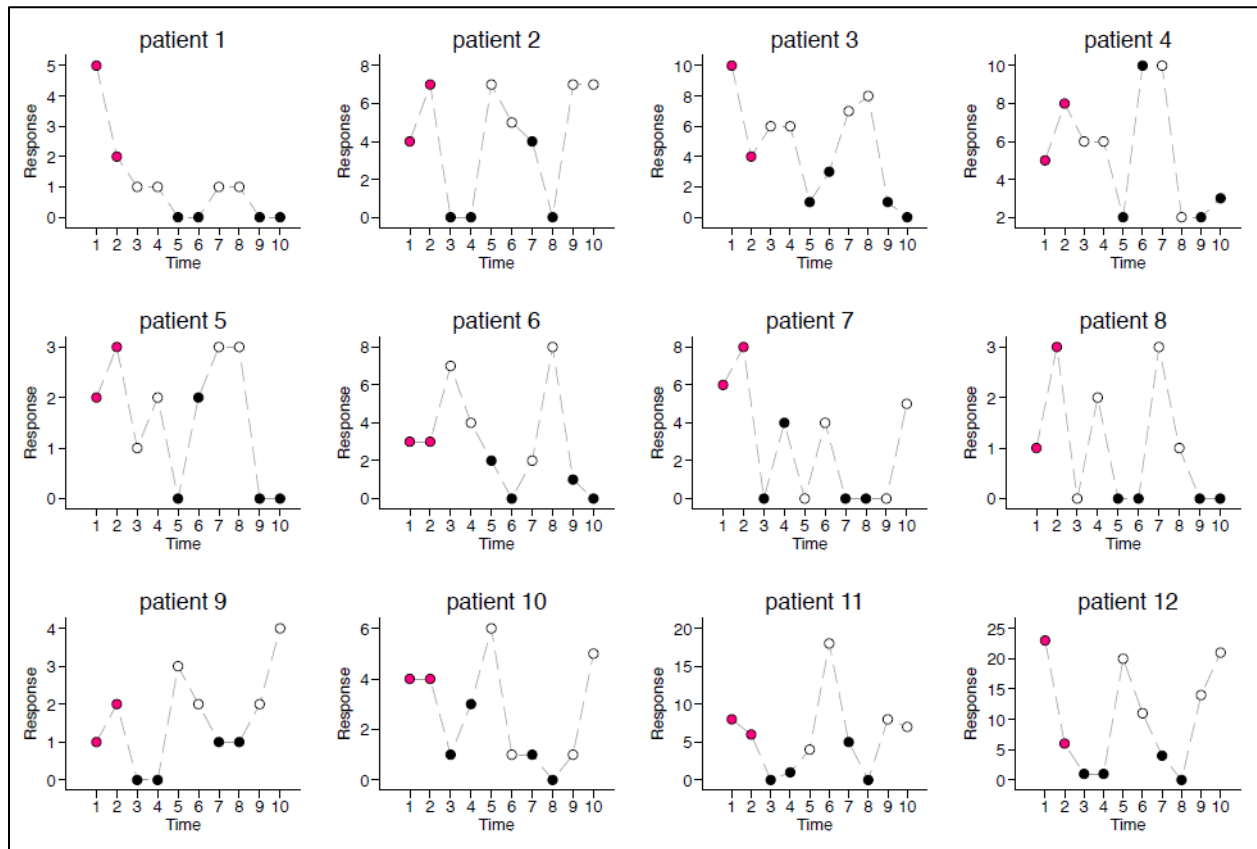 patient 1
Response
5
4
3
2
1
0
1 2 3 4 5 6 7 8 9 10
Time
patient 2
Response
8
6
4
2
0
1 2 3 4 5 6 7 8 9 10
Time
patient 3
Response
10
8
6
4
2
0
1 2 3 4 5 6 7 8 9 10
Time
patient 4
Response
10
8
6
4
2
1 2 3 4 5 6 7 8 9 10
Time
patient 5
Response
3
2
1
0
1 2 3 4 5 6 7 8 9 10
Time
patient 6
Response
8
6
4
2
0
1 2 3 4 5 6 7 8 9 10
Time
patient 7
Response
8
6
4
2
0
1 2 3 4 5 6 7 8 9 10
Time
patient 8
Response
3
2
1
0
1 2 3 4 5 6 7 8 9 10
Time
patient 9
Response
4
3
2
1
0
1 2 3 4 5 6 7 8 9 10
Time
patient 10
Response
6
4
2
0
1 2 3 4 5 6 7 8 9 10
Time
patient 11
Response
20
15
10
5
0
1 2 3 4 5 6 7 8 9 10
Time
patient 12
Response
25
20
15
10
5
0
1 2 3 4 5 6 7 8 9 10
Time